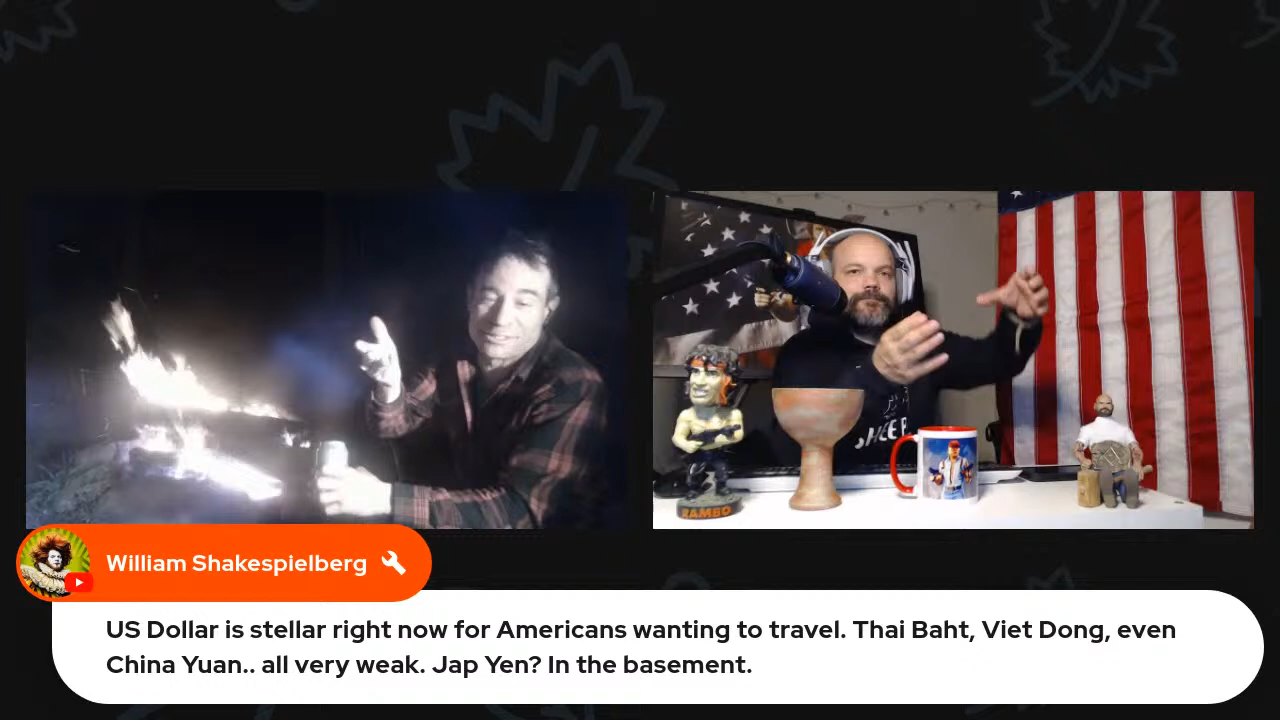 RAMBO
William Shakespielberg
US Dollar is stellar right now for Americans wanting to travel. Thai Baht, Viet Dong, even
China Yuan.. all very weak. Jap Yen? In the basement.